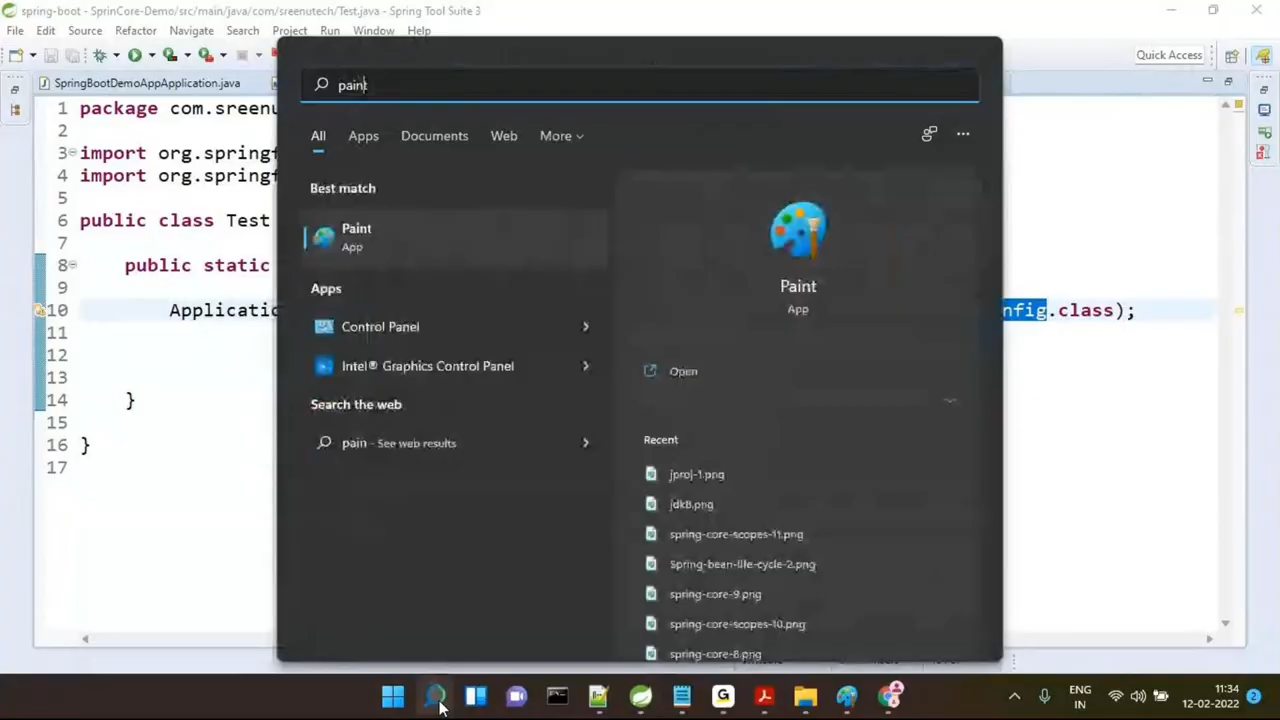 spring-boot - SprinCore-Demo/src/main/java/com/sreenutech/Test.java - Spring Tool Suite 3
File Edit Source Refactor Navigate Search Project Run Window Help
Quick Access
SpringBootDemoAppApplication.java
1 package com.sreenu
2
3 import org.springf
4 import org.springf
5
6 public class Test
7
8 public static
9
10 Applicatio nfig.class);
11
12
13
14 }
15
16 }
17
paint
All Apps Documents Web More
Best match
Paint
App
Apps
Control Panel
Intel® Graphics Control Panel
Search the web
pain - See web results
Paint
App
Open
Recent
jproj-1.png
jdk8.png
spring-core-scopes-11.png
Spring-bean-life-cycle-2.png
spring-core-9.png
spring-core-scopes-10.png
spring-core-8.png
ENG
IN
11:34
12-02-2022
2